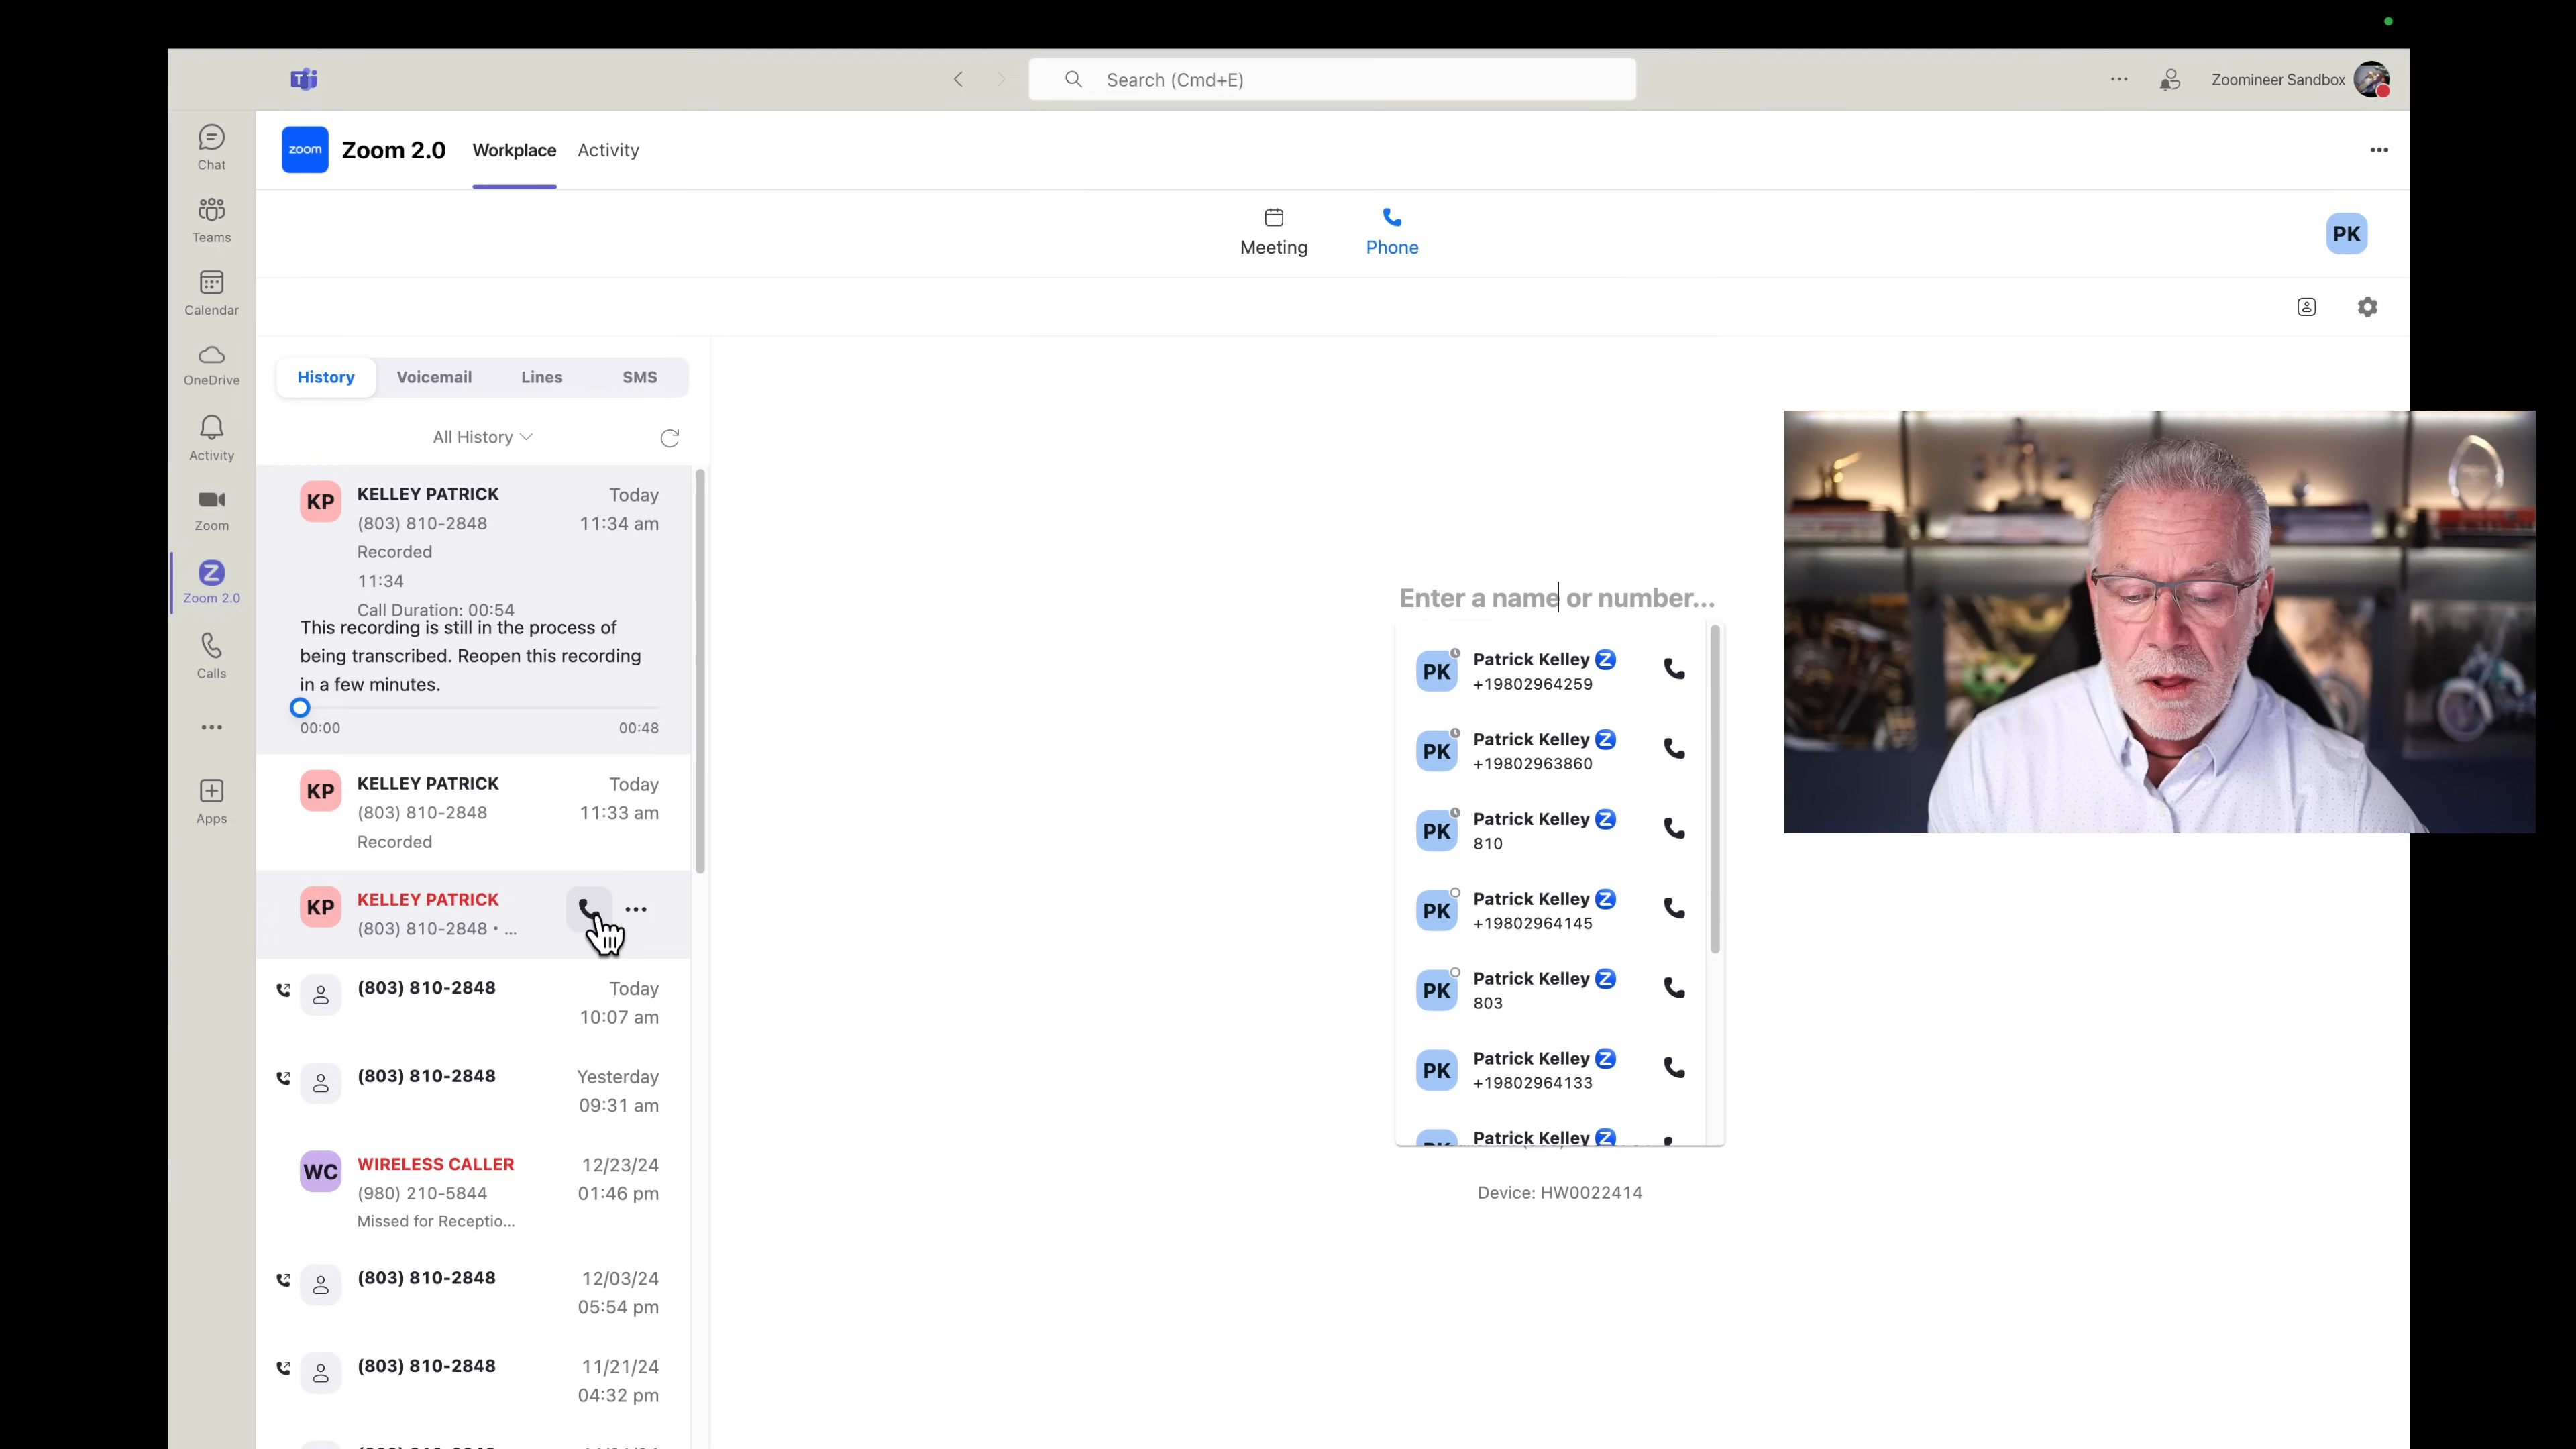 Search (Cmd+E)
Zoomineer Sandbox
zoom
Zoom 2.0
Workplace
Activity
Chat
Teams
Calendar
OneDrive
Activity
Zoom
Z
Zoom 2.0
Calls
Apps
Meeting
Phone
PK
History
Voicemail
Lines
SMS
All History
KP
KELLEY PATRICK
Today
(803) 810-2848
11:34 am
Recorded
11:34
Call Duration: 00:54
This recording is still in the process of
being transcribed. Reopen this recording
in a few minutes.
00:00
00:48
KP
KELLEY PATRICK
Today
(803) 810-2848
11:33 am
Recorded
KP
KELLEY PATRICK
(803) 810-2848 • ...
(803) 810-2848
Today
10:07 am
(803) 810-2848
Yesterday
09:31 am
WC
WIRELESS CALLER
12/23/24
(980) 210-5844
01:46 pm
Missed for Receptio...
(803) 810-2848
12/03/24
05:54 pm
(803) 810-2848
11/21/24
04:32 pm
Enter a name or number...
PK
Patrick Kelley Z
+19802964259
PK
Patrick Kelley Z
+19802963860
PK
Patrick Kelley Z
810
PK
Patrick Kelley Z
+19802964145
PK
Patrick Kelley Z
803
PK
Patrick Kelley Z
+19802964133
Patrick Kelley Z
Device: HW0022414